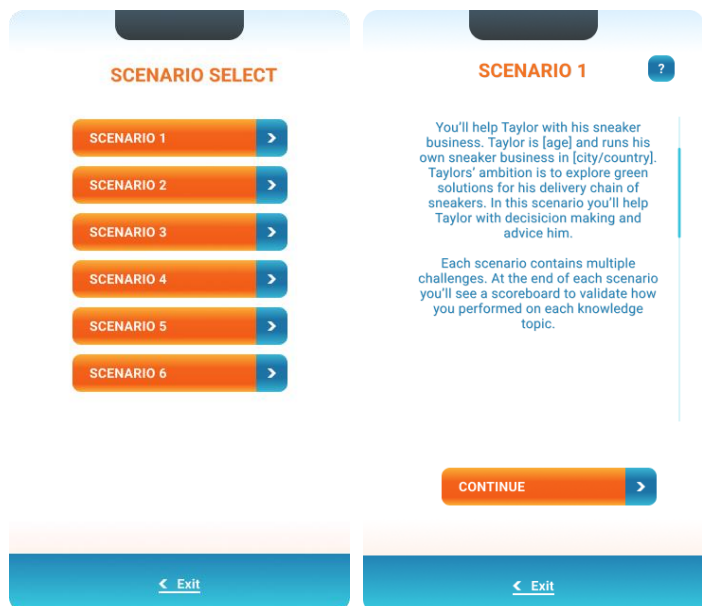 SCENARIO SELECT
SCENARIO 1
SCENARIO 2
SCENARIO 3
SCENARIO 4
SCENARIO 5
SCENARIO 6
Exit
SCENARIO 1
?
You'll help Taylor with his sneaker
business. Taylor is [age] and runs his
own sneaker business in [city/country].
Taylors' ambition is to explore green
solutions for his delivery chain of
sneakers. In this scenario you'll help
Taylor with decisicion making and
advice him.
Each scenario contains multiple
challenges. At the end of each scenario
you'll see a scoreboard to validate how
you performed on each knowledge
topic.
CONTINUE
Exit